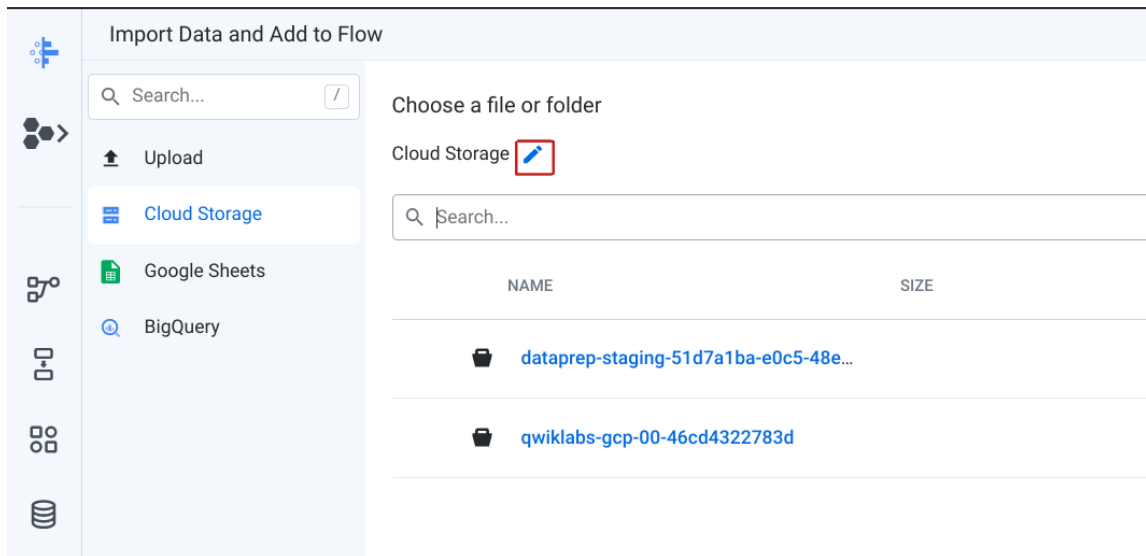 Import Data and Add to Flow
Search... /
Upload
Cloud Storage
Google Sheets
BigQuery
Choose a file or folder
Cloud Storage
Search...
NAME SIZE
dataprep-staging-51d7a1ba-e0c5-48e...
qwiklabs-gcp-00-46cd4322783d